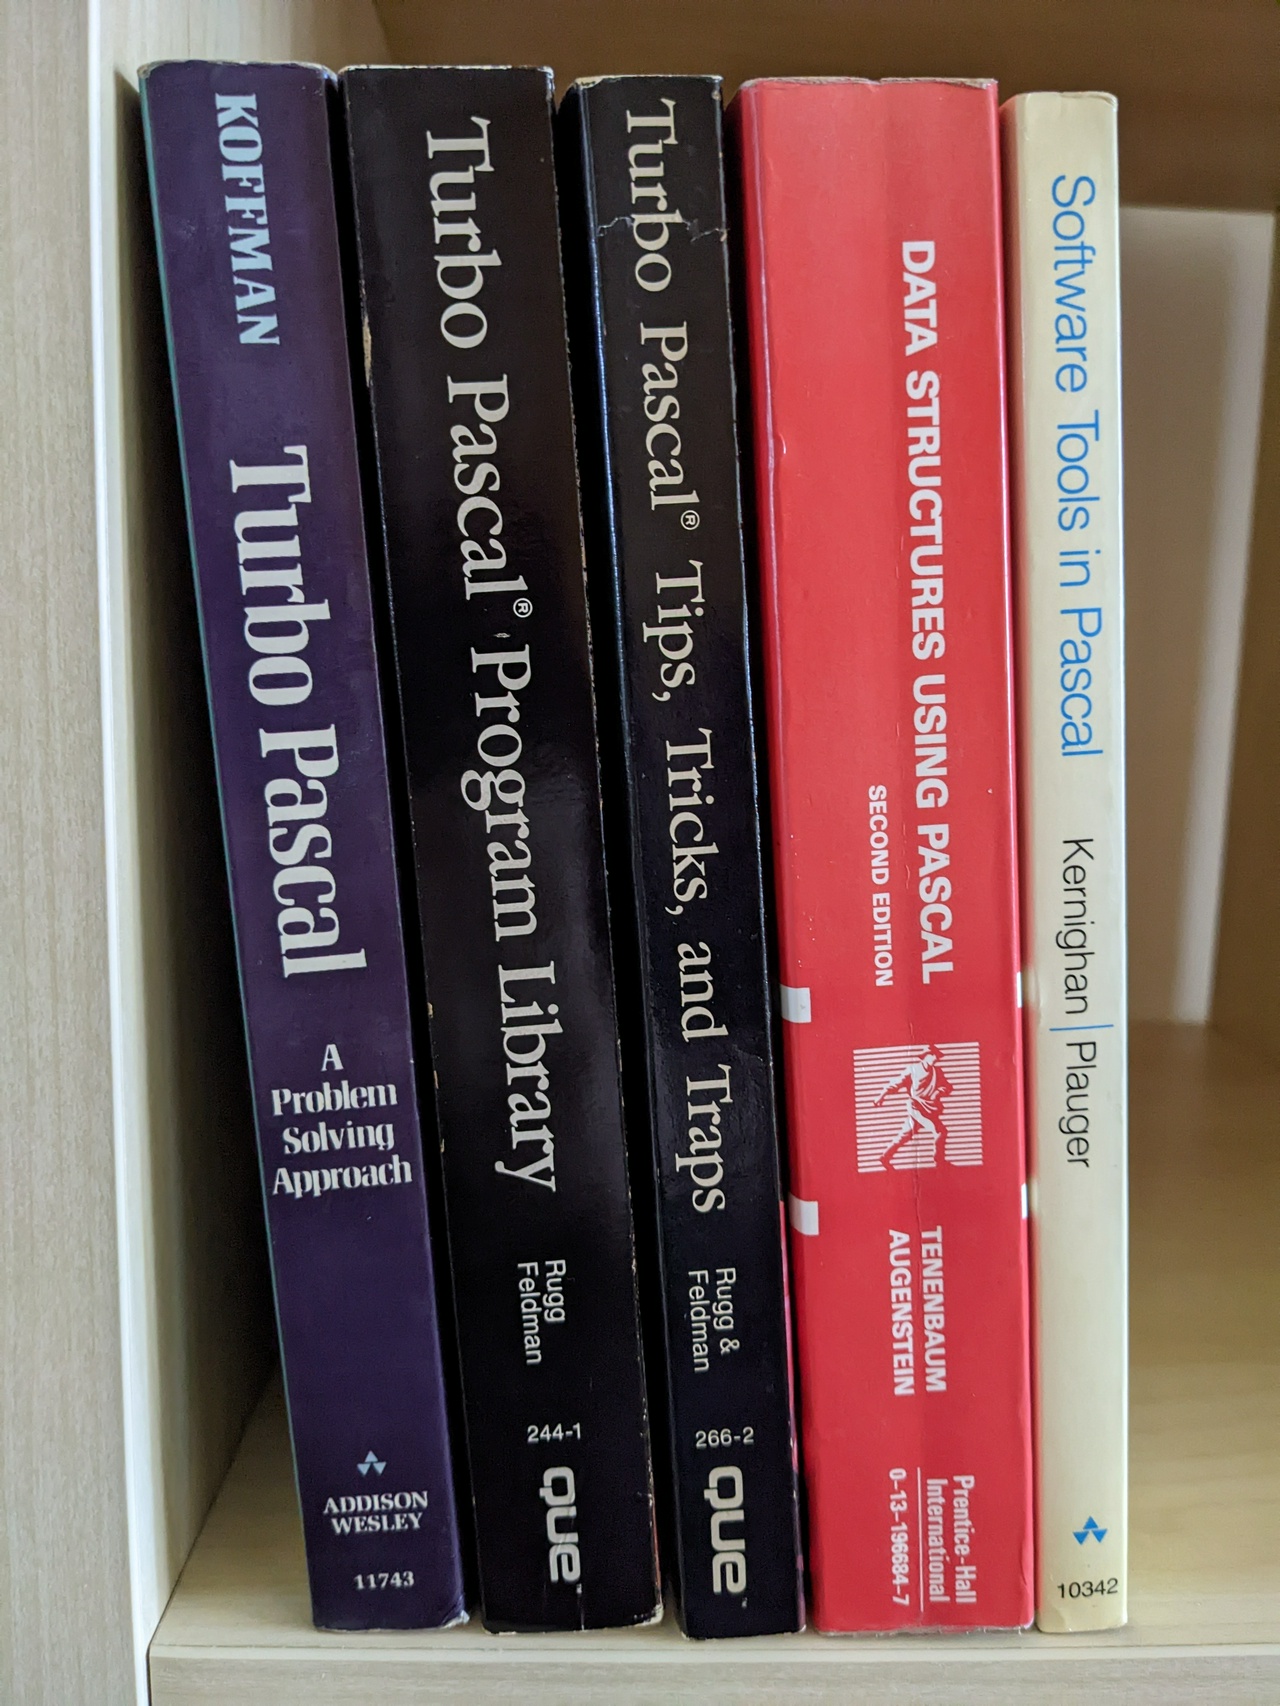 KOFFMAN
Turbo Pascal
A
Problem
Solving
Approach
ADDISON
WESLEY
11743
Turbo Pascal® Program Library
Rugg
Feldman
244-1
QUE™
Turbo Pascal® Tips, Tricks, and Traps
Rugg &
Feldman
266-2
QUE™
DATA STRUCTURES USING PASCAL
SECOND EDITION
TENENBAUM
AUGENSTEIN
Prentice-Hall
International
0-13-196684-7
Software Tools in Pascal
Kernighan | Plauger
10342